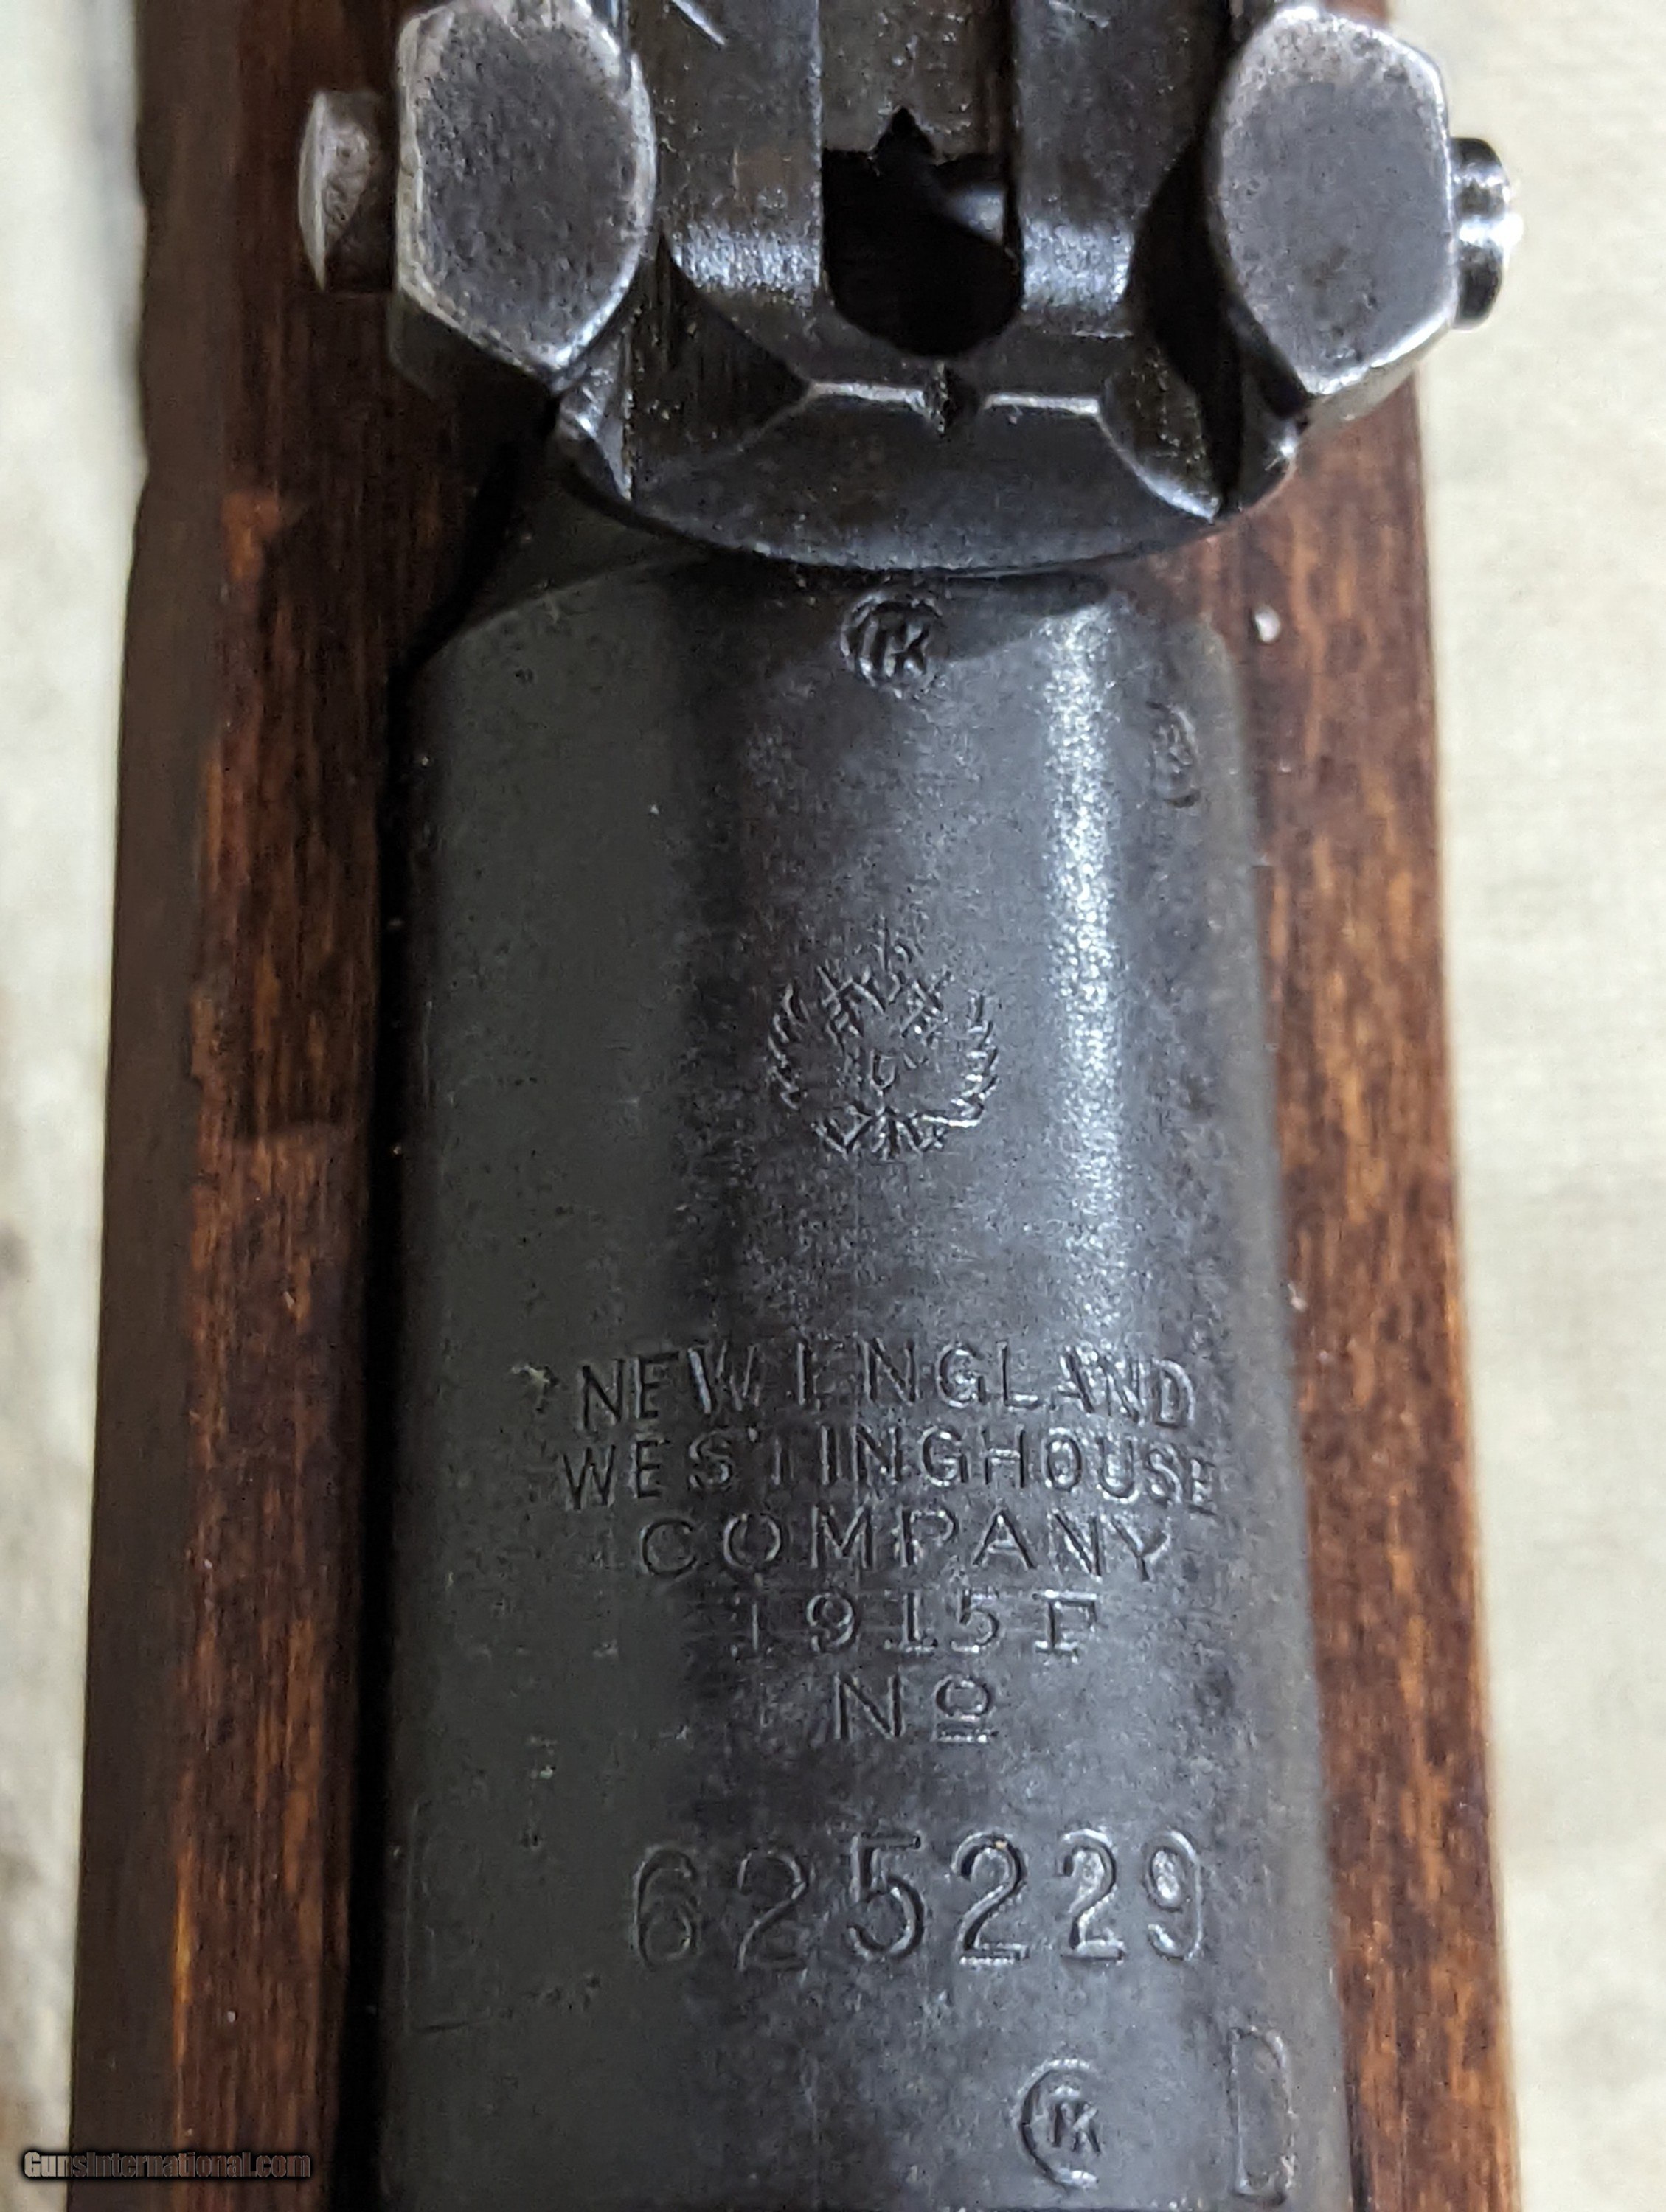 NEW ENGLAND
WESTINGHOUSE
COMPANY
1915 Г
Nº
625229
D
GunsInternational.com